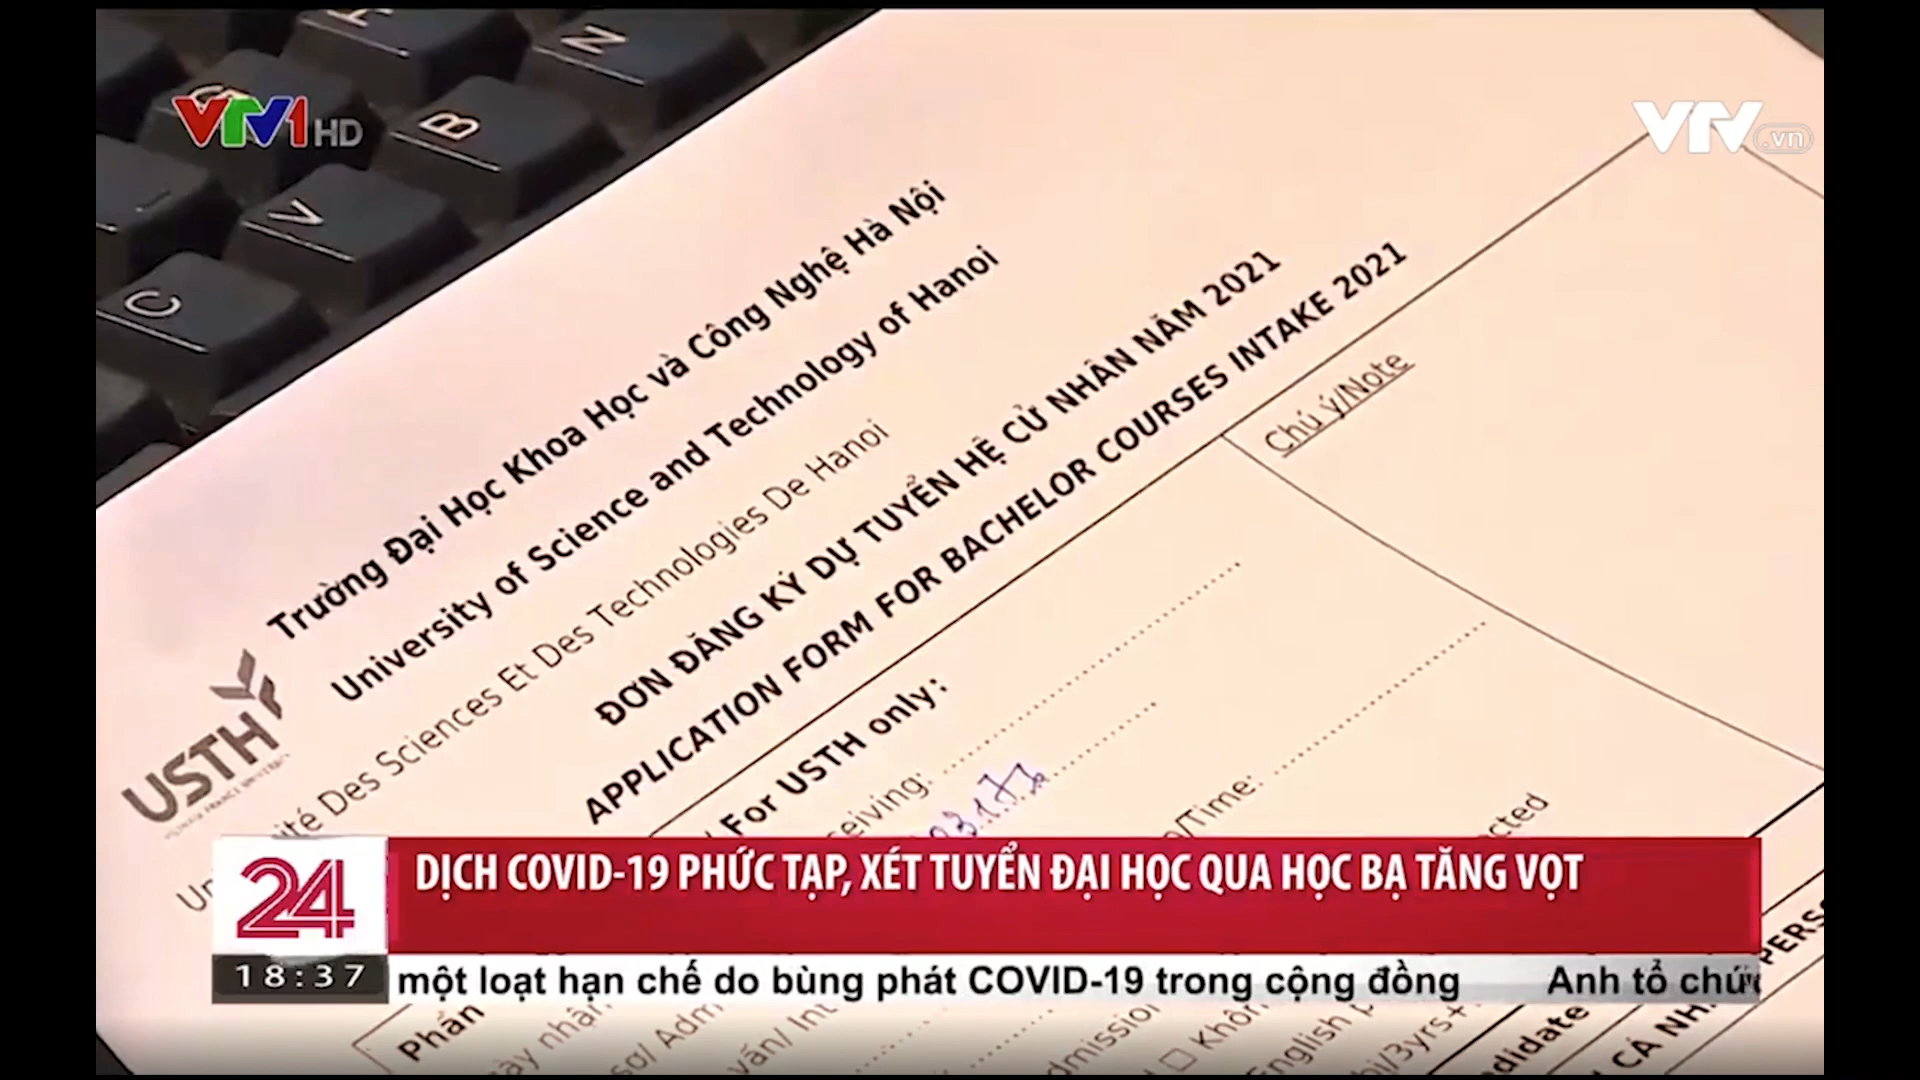 VTV1 HD
VTV.vn
N
B
V
C
Trường Đại Học Khoa Học và Công Nghệ Hà Nội
University of Science and Technology of Hanoi
Des Sciences Et Des Technologies De Hanoi
USTH
ĐƠN ĐĂNG KÝ DỰ TUYỂN HỆ CỬ NHÂN NĂM 2021
APPLICATION FORM FOR BACHELOR COURSES INTAKE 2021
Chú ý/Note
For USTH only:
24
DỊCH COVID-19 PHỨC TẠP, XÉT TUYỂN ĐẠI HỌC QUA HỌC BẠ TĂNG VỌT
18:37
một loạt hạn chế do bùng phát COVID-19 trong cộng đồng Anh tổ chức
Phần
English
CÁ